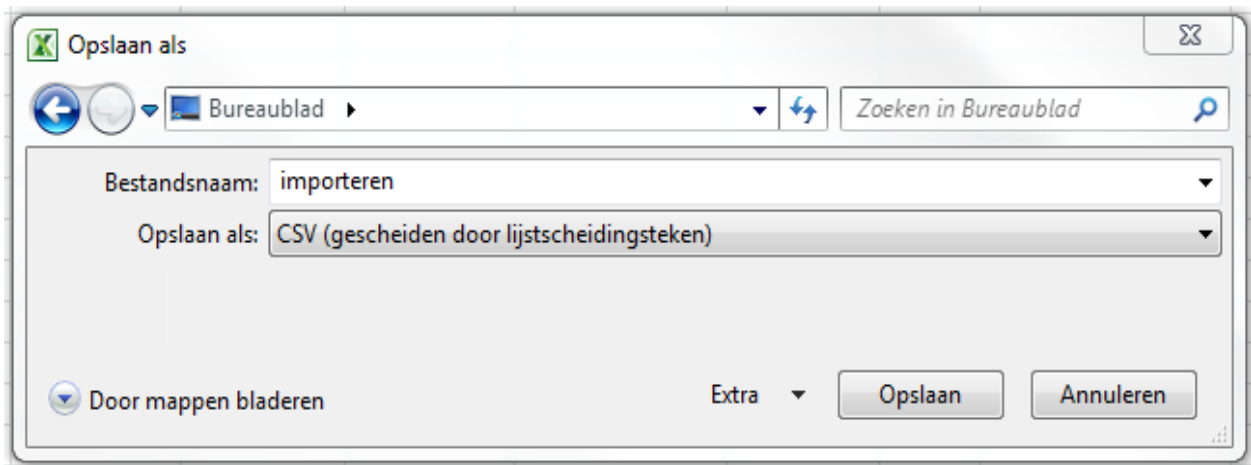 Opslaan als
Bureaublad
Zoeken in Bureaublad
Bestandsnaam: importeren
Opslaan als: CSV (gescheiden door lijstscheidingsteken)
Door mappen bladeren Extra Opslaan Annuleren